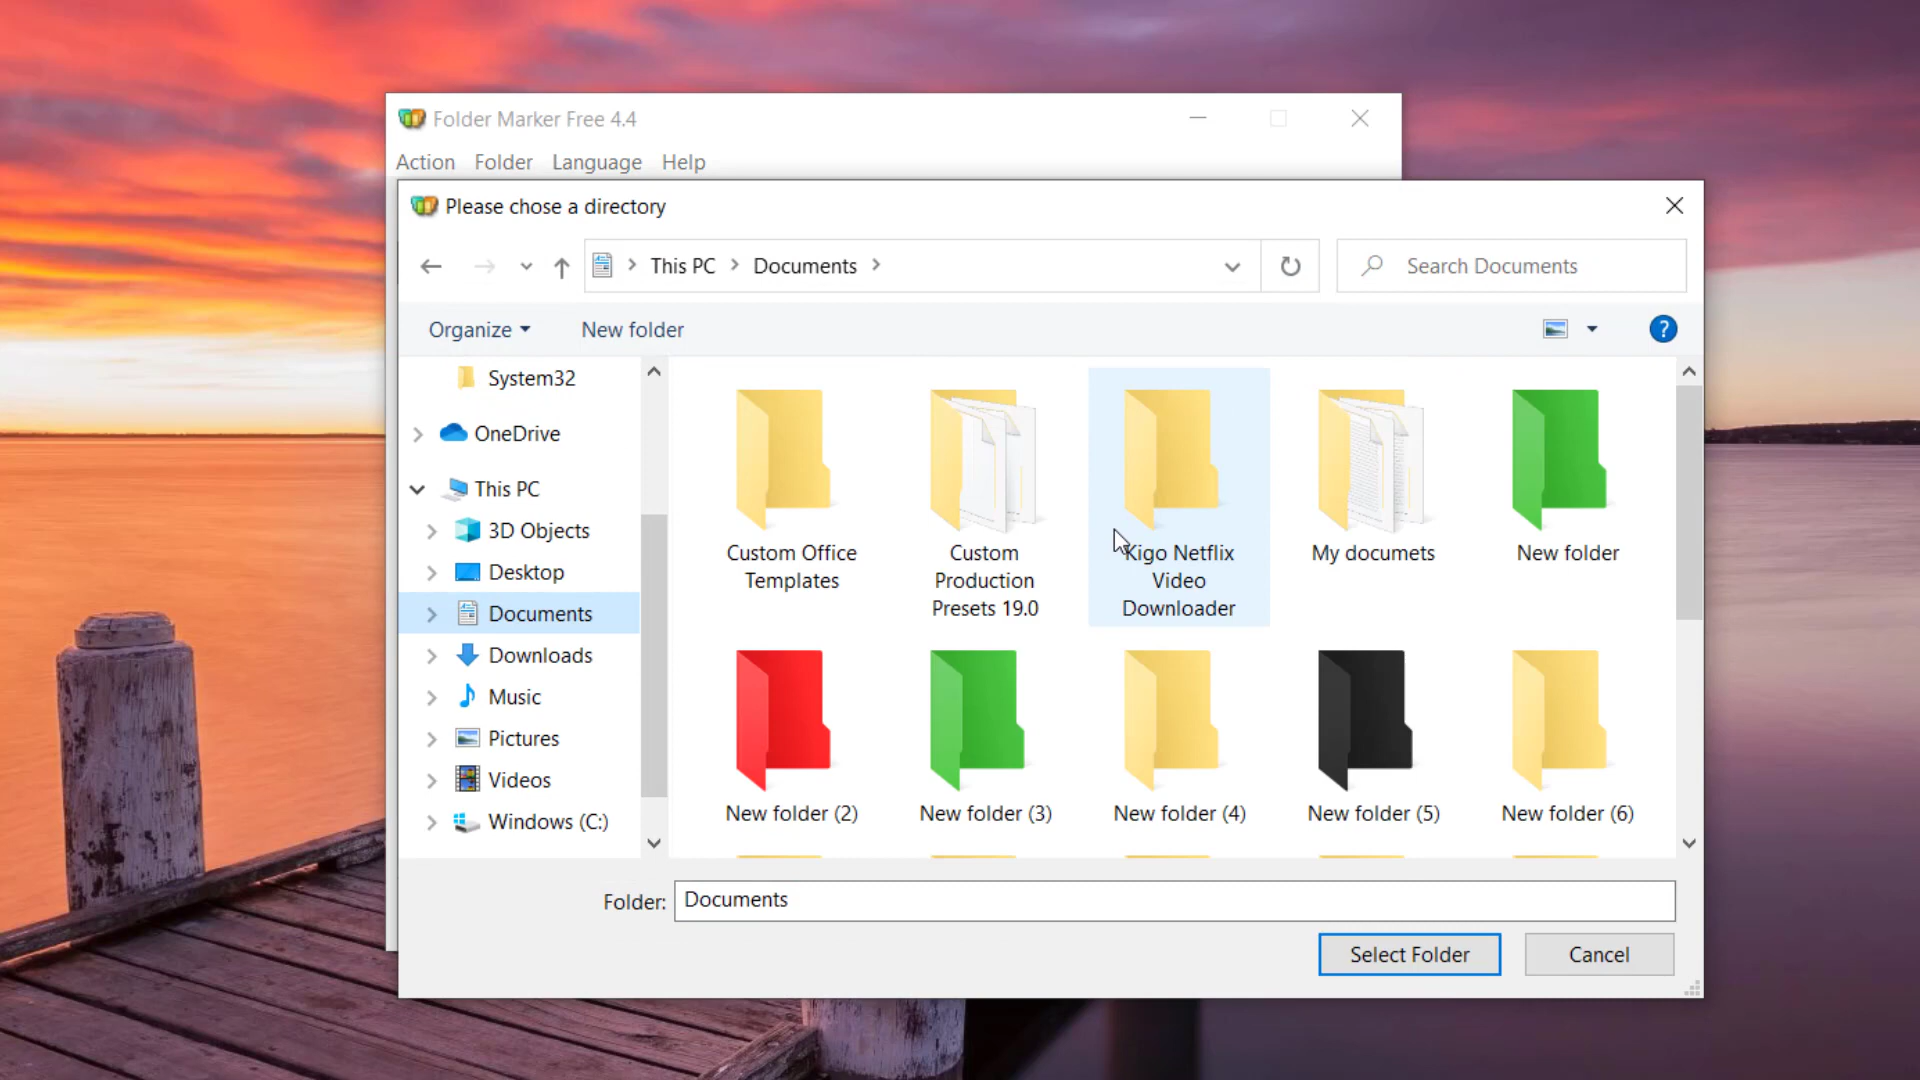 Folder Marker Free 4.4
Action Folder Language Help
Please chose a directory
This PC Documents
Search Documents
Organize New folder
?
System32
OneDrive
This PC
3D Objects
Desktop
Documents
Downloads
Music
Pictures
Videos
Windows (C:)
Custom Office
Templates
Custom
Production
Presets 19.0
Kigo Netflix
Video
Downloader
My documets
New folder
New folder (2)
New folder (3)
New folder (4)
New folder (5)
New folder (6)
Folder: Documents
Select Folder Cancel